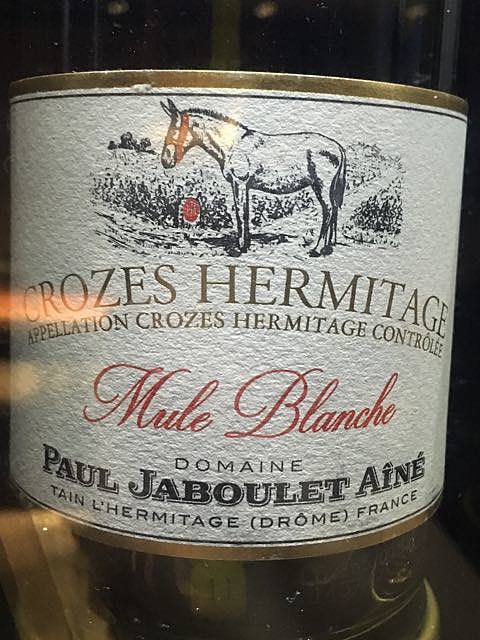 CROZES HERMITAGE
APPELLATION CROZES HERMITAGE CONTRÔLÉE
Mule Blanche
DOMAINE
PAUL JABOULET AÎNÉ
TAIN L'HERMITAGE (DRÔME) FRANCE